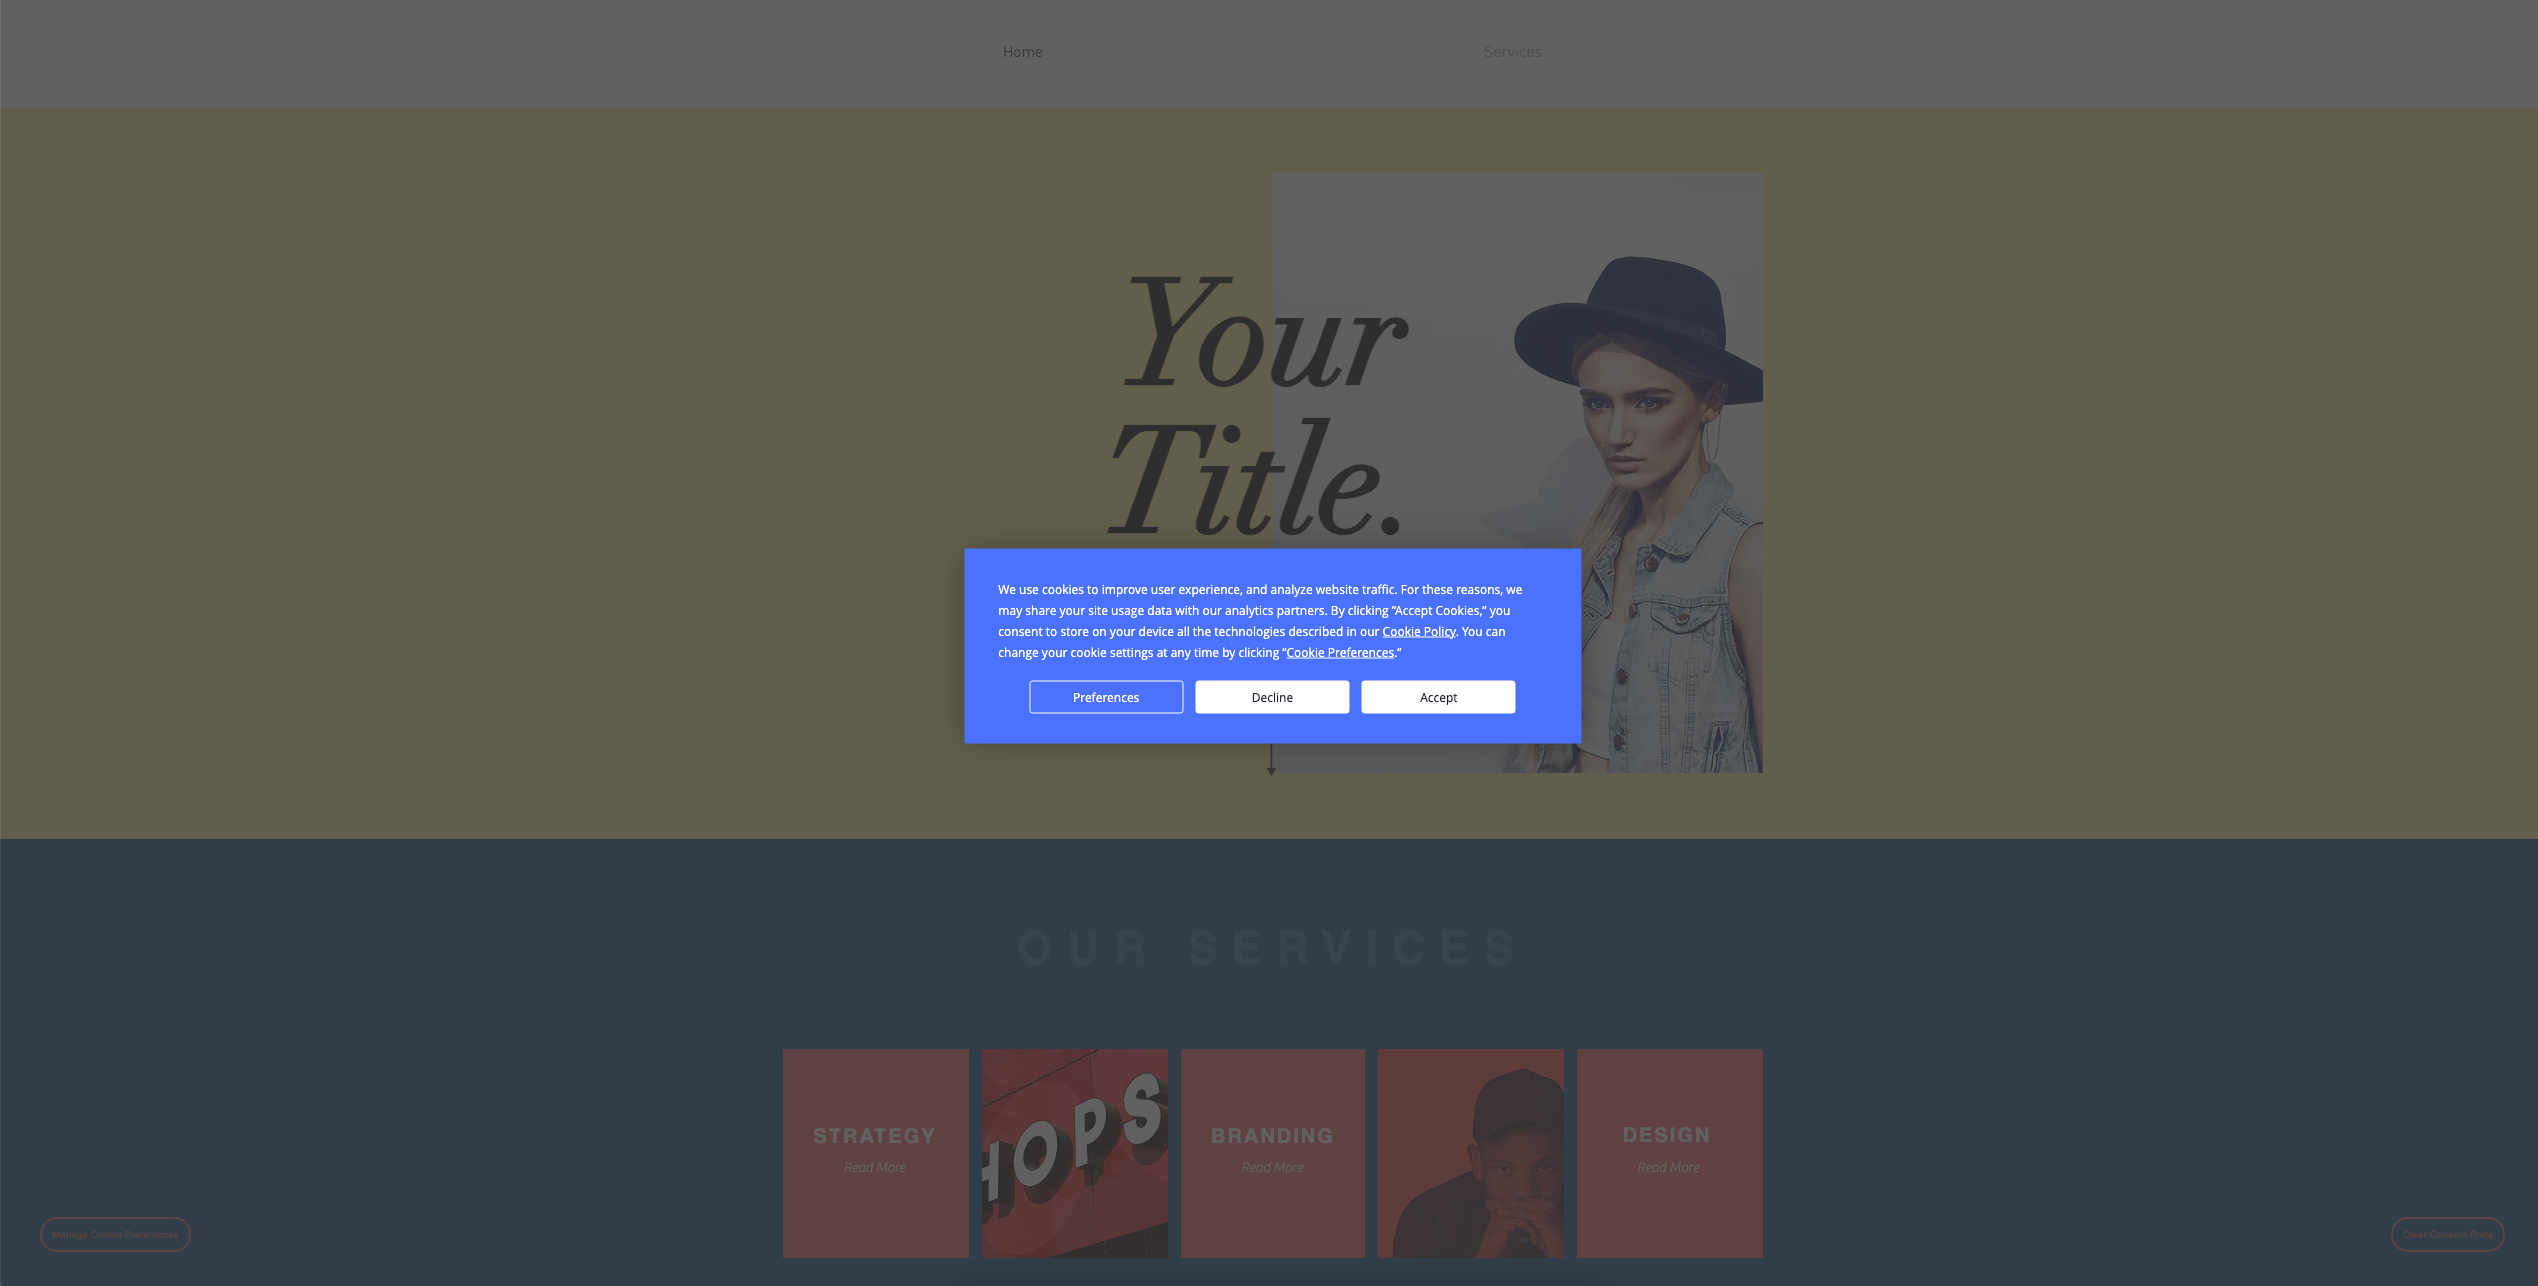 Home
Services
Your
Title.
We use cookies to improve user experience, and analyze website traffic. For these reasons, we
may share your site usage data with our analytics partners. By clicking “Accept Cookies,” you
consent to store on your device all the technologies described in our Cookie Policy. You can
change your cookie settings at any time by clicking “Cookie Preferences.”
Preferences
Decline
Accept
OUR SERVICES
STRATEGY
Read More
HOPS
BRANDING
Read More
DESIGN
Read More
Manage Cookie Preferences
Clear Consent Prefs